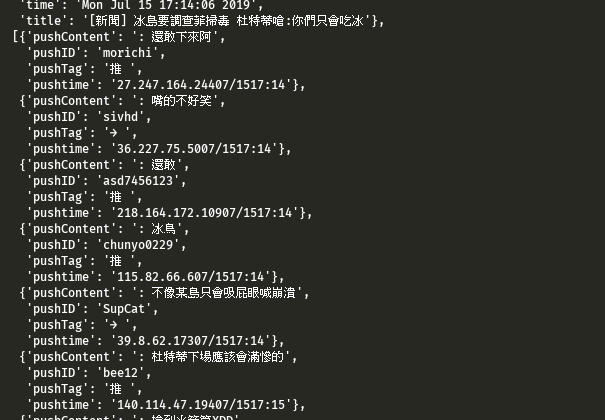 'time': 'Mon Jul 15 17:14:06 2019',
'title': '[新聞] 冰島要調查菲掃毒 杜特蒂嗆:你們只會吃冰'},
[{'pushContent': ': 還敢下來阿',
'pushID': 'morichi',
'pushTag': '推 ',
'pushtime': '27.247.164.24407/1517:14'},
{'pushContent': ': 嘴的不好笑',
'pushID': 'sivhd',
'pushTag': '→ ',
'pushtime': '36.227.75.5007/1517:14'},
{'pushContent': ': 還敢',
'pushID': 'asd7456123',
'pushTag': '推 ',
'pushtime': '218.164.172.10907/1517:14'},
{'pushContent': ': 冰鳥',
'pushID': 'chunyo0229',
'pushTag': '推 ',
'pushtime': '115.82.66.607/1517:14'},
{'pushContent': ': 不像某島只會吸屁眼喊崩潰',
'pushID': 'SupCat',
'pushTag': '→ ',
'pushtime': '39.8.62.17307/1517:14'},
{'pushContent': ': 杜特蒂下場應該會滿慘的',
'pushID': 'bee12',
'pushTag': '推 ',
'pushtime': '140.114.47.19407/1517:15'},
{'pushContent': ':